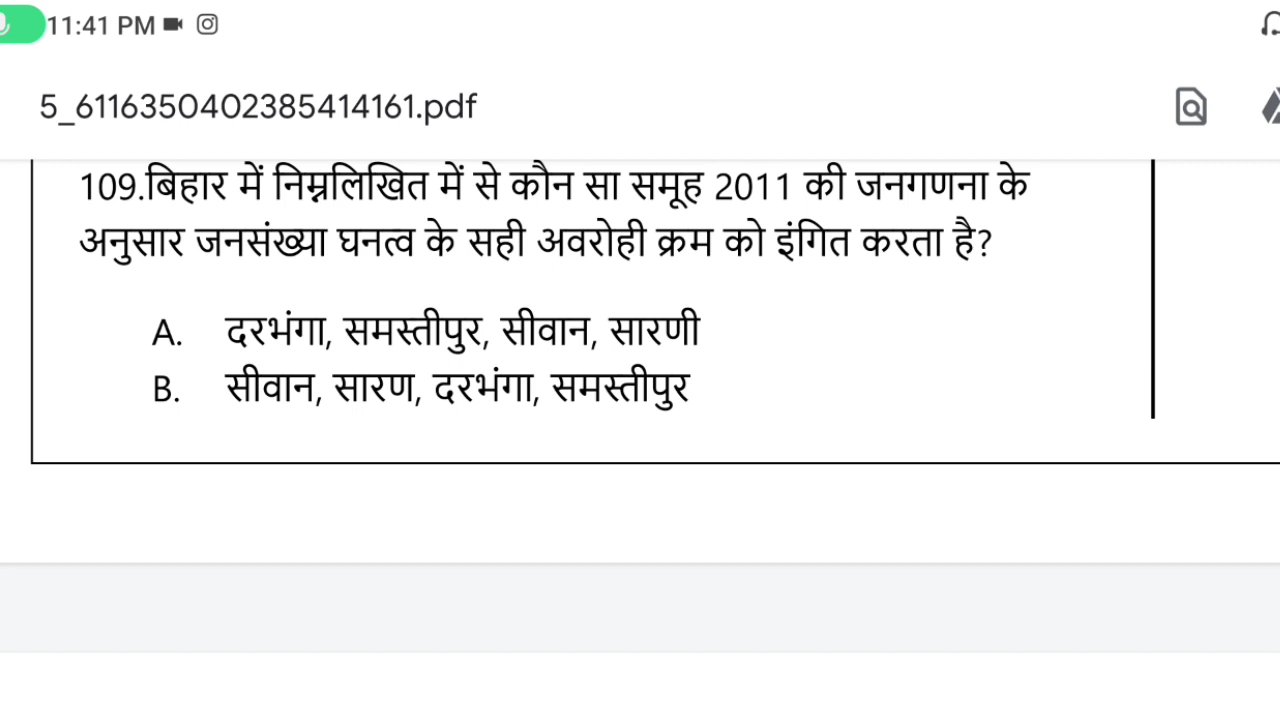 11:41 PM
5_6116350402385414161.pdf
109.बिहार में निम्नलिखित में से कौन सा समूह 2011 की जनगणना के
अनुसार जनसंख्या घनत्व के सही अवरोही क्रम को इंगित करता है?
A. दरभंगा, समस्तीपुर, सीवान, सारणी
B. सीवान, सारण, दरभंगा, समस्तीपुर